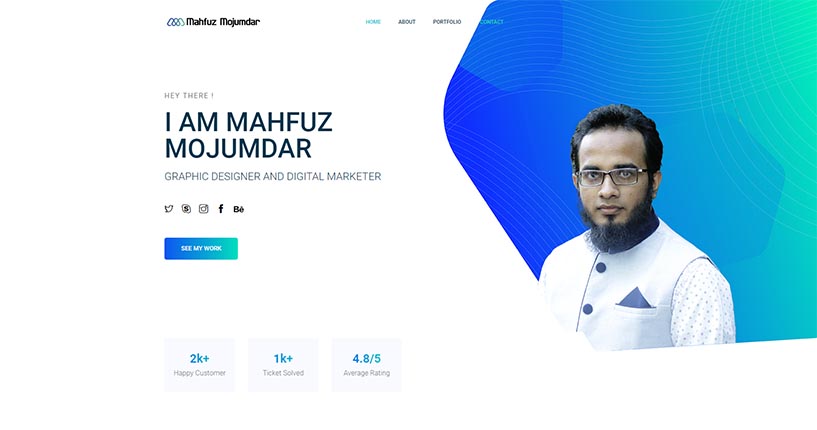 Mahfuz Mojumdar
HOME ABOUT PORTFOLIO CONTACT
HEY THERE !
I AM MAHFUZ
MOJUMDAR
GRAPHIC DESIGNER AND DIGITAL MARKETER
Bē
SEE MY WORK
2k+ 1k+ 4.8/5
Happy Customer Ticket Solved Average Rating